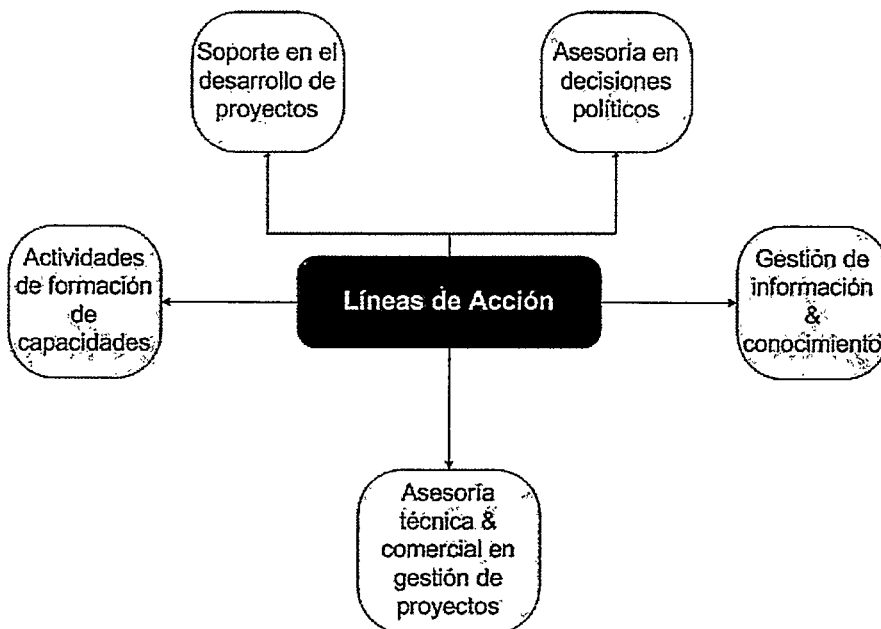 Soporte en el
desarrollo de
proyectos
Asesoría en
decisiones
políticos
Actividades
de formación
de
capacidades
Líneas de Acción
Gestión de
información
&
conocimiento
Asesoría
técnica &
comercial en
gestión de
proyectos